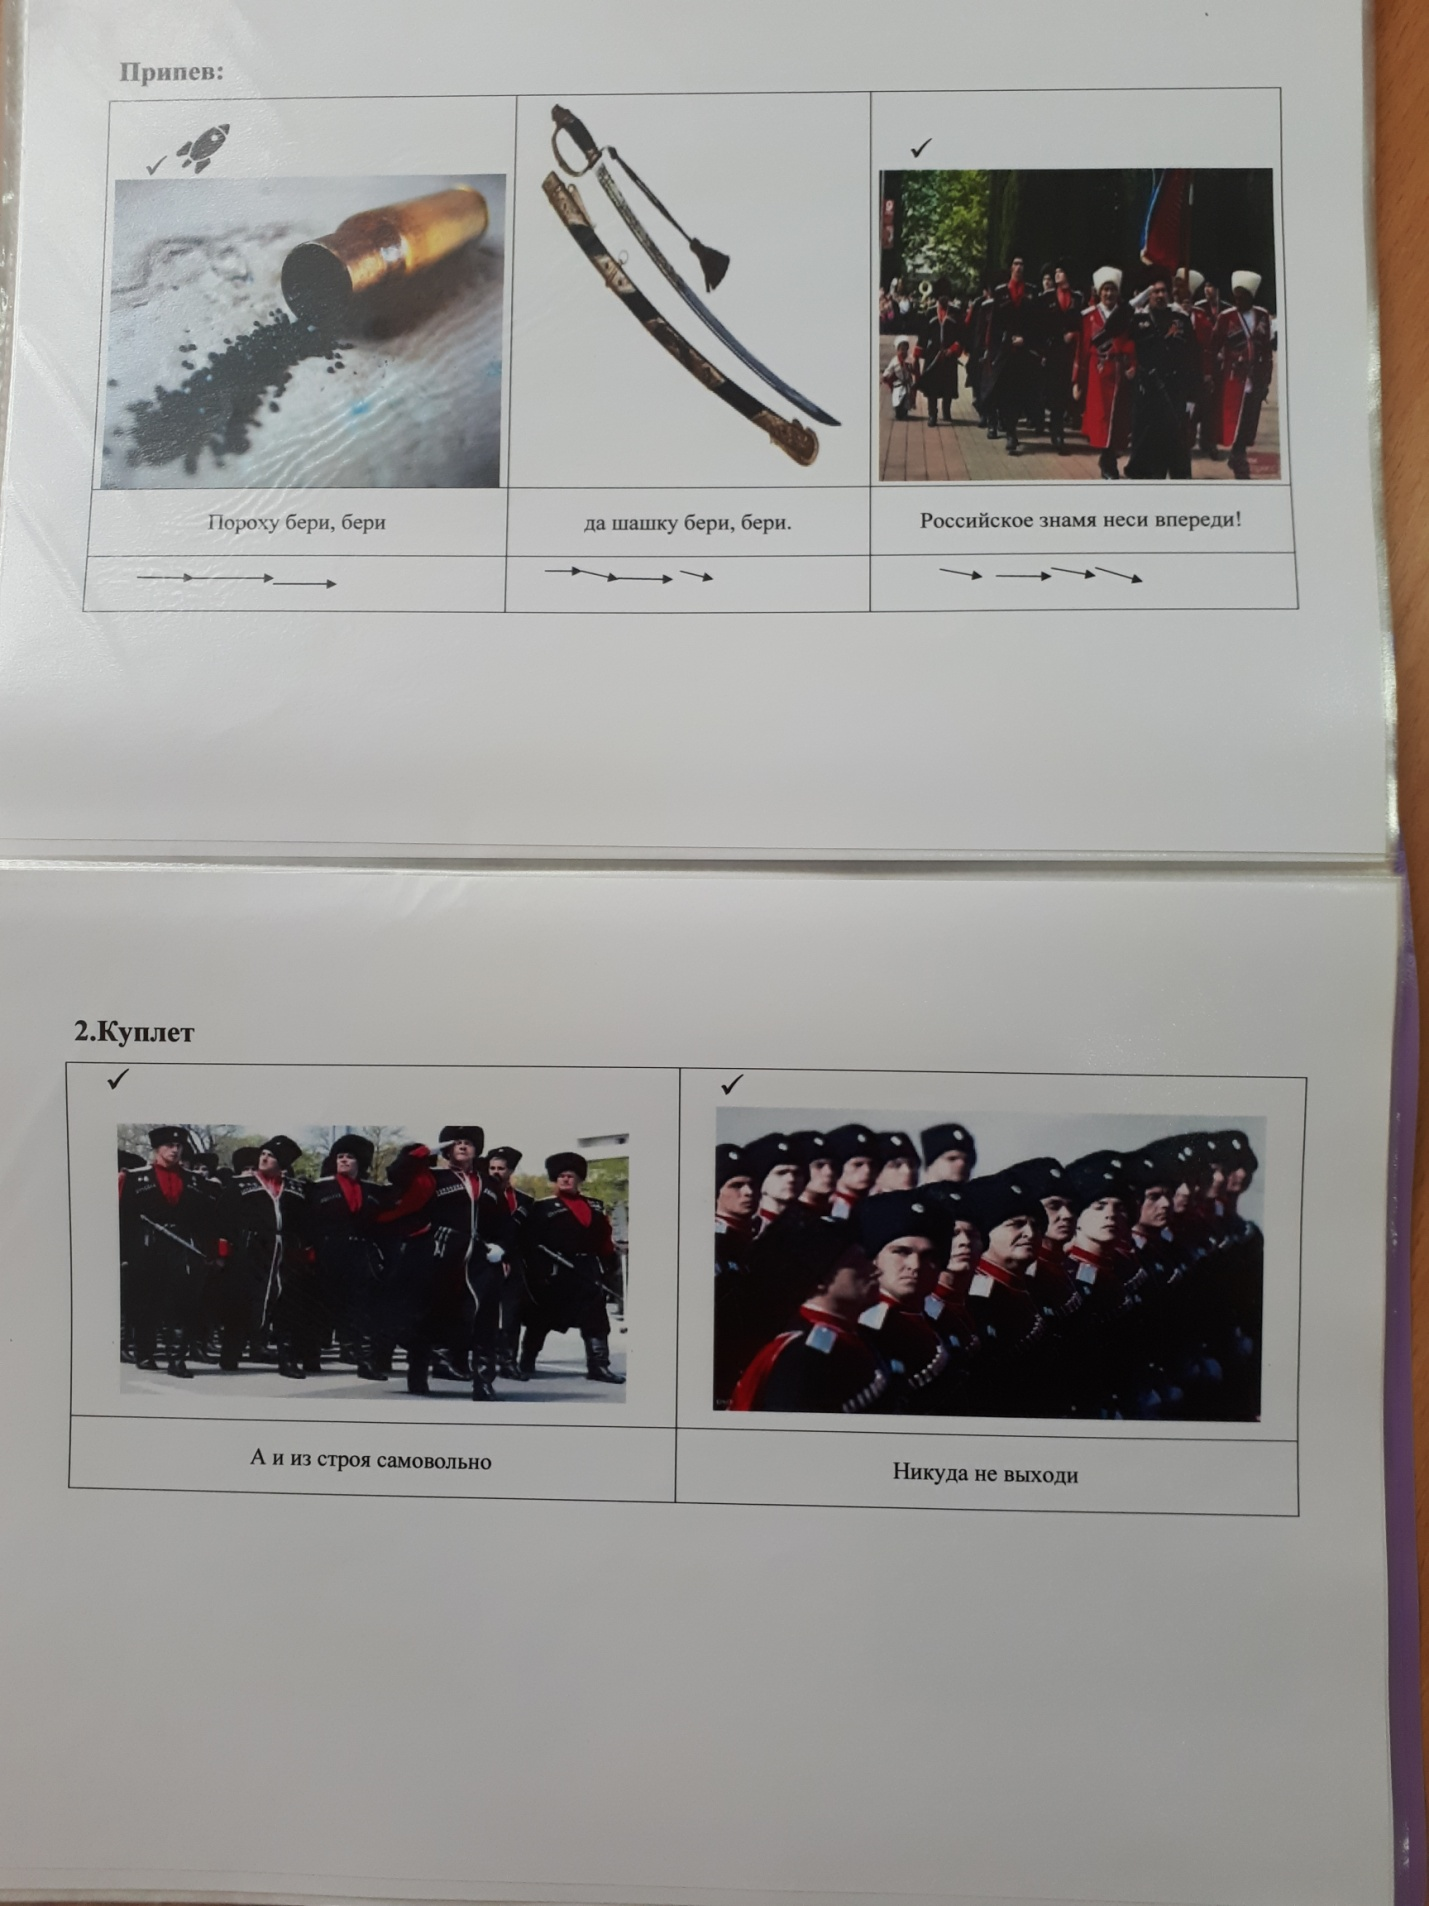 Припев:
Пороху бери, бери
да шашку бери, бери.
Российское знамя неси впереди!
2.Куплет
А и из строя самовольно
Никуда не выходи